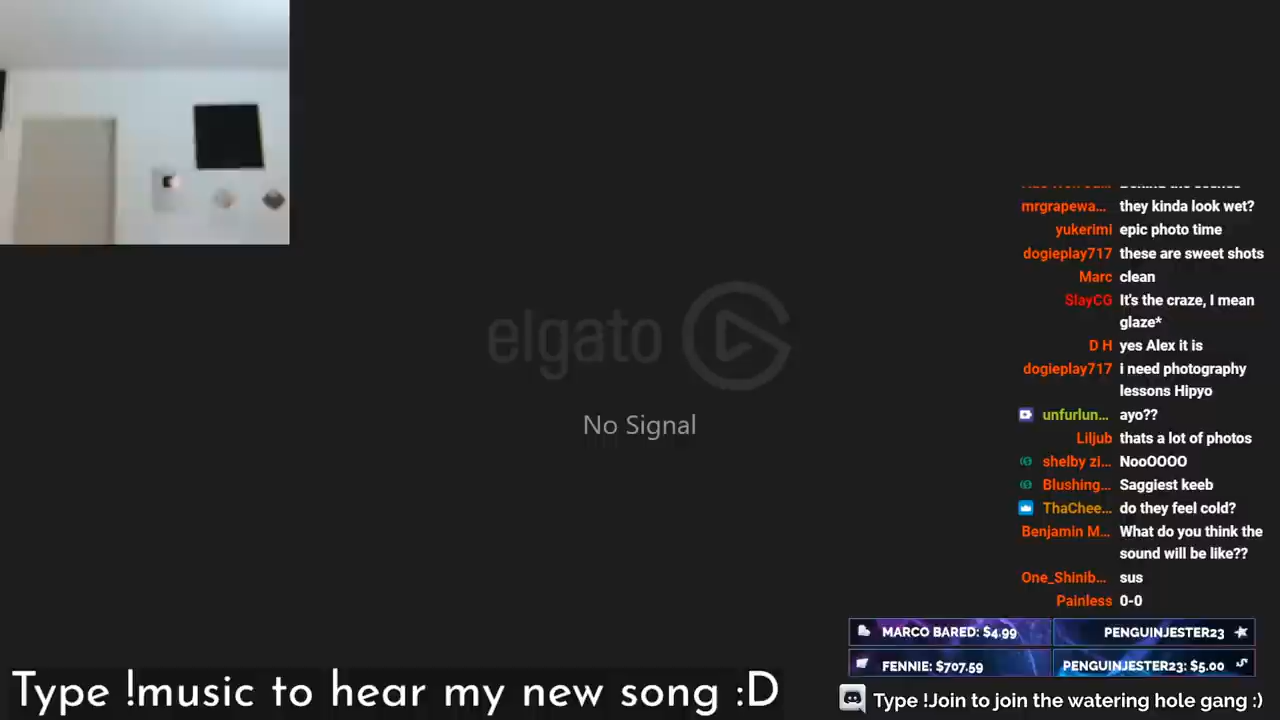 elgato
No Signal
mrgrapewa... they kinda look wet?
yukerimi epic photo time
dogieplay717 these are sweet shots
Marc clean
SlayCG It's the craze, I mean
glaze*
D H yes Alex it is
dogieplay717 i need photography
lessons Hipyo
unfurlun... ayo??
Liljub thats a lot of photos
shelby zi... NooOOOO
Blushing... Saggiest keeb
ThaChee... do they feel cold?
Benjamin M... What do you think the
sound will be like??
One_Shinib... sus
Painless 0-0
MARCO BARED: $4.99 PENGUINJESTER23
FENNIE: $707.59 PENGUINJESTER23: $5.00
Type !music to hear my new song :D
Type !Join to join the watering hole gang :)